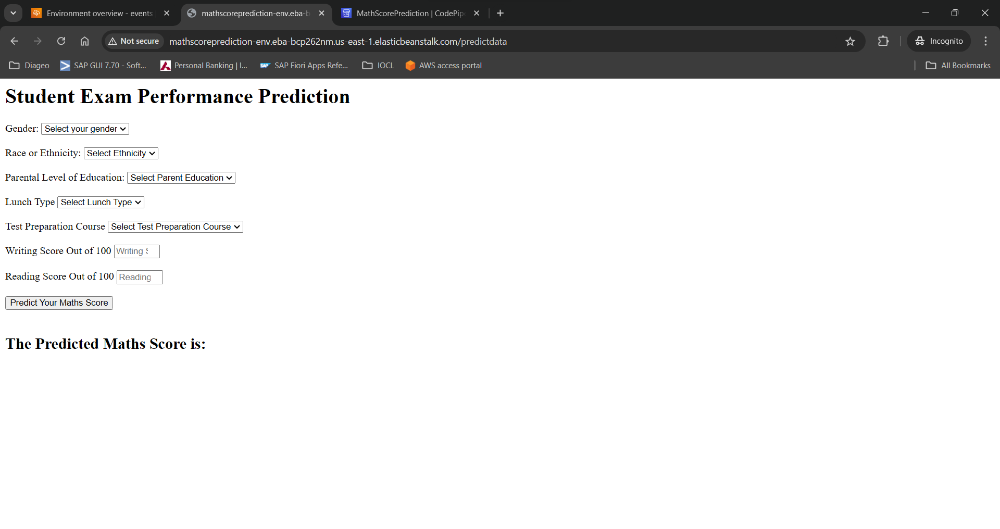 Environment overview - events
mathscoreprediction-env.eba-b
MathScorePrediction | CodePip
Not secure
mathscoreprediction-env.eba-bcp262nm.us-east-1.elasticbeanstalk.com/predictdata
Incognito
Diageo
SAP GUI 7.70 - Soft...
Personal Banking | I...
SAP Fiori Apps Refe...
IOCL
AWS access portal
All Bookmarks
Student Exam Performance Prediction
Gender: Select your gender
Race or Ethnicity: Select Ethnicity
Parental Level of Education: Select Parent Education
Lunch Type Select Lunch Type
Test Preparation Course Select Test Preparation Course
Writing Score Out of 100 Writing
Reading Score Out of 100 Reading
Predict Your Maths Score
The Predicted Maths Score is: